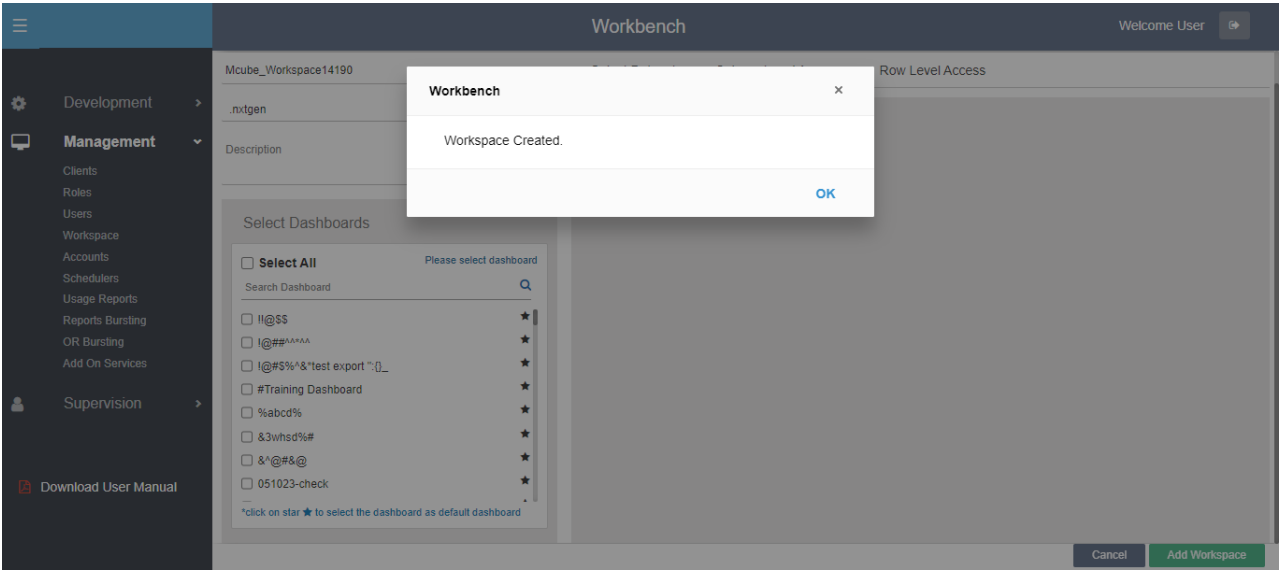 Workbench
Welcome User
Mcube_Workspace14190
Row Level Access
.nxtgen
Description
Workbench
×
Workspace Created.
OK
Development
Management
Clients
Roles
Users
Workspace
Accounts
Schedulers
Usage Reports
Reports Bursting
OR Bursting
Add On Services
Supervision
Download User Manual
Select Dashboards
Select All
Please select dashboard
Search Dashboard
!!@$$
!@##^^*^^
!@#$%^&*test export ":{}_
#Training Dashboard
%abcd%
&3whsd%#
&^@#&@
051023-check
*click on star ★ to select the dashboard as default dashboard
Cancel
Add Workspace